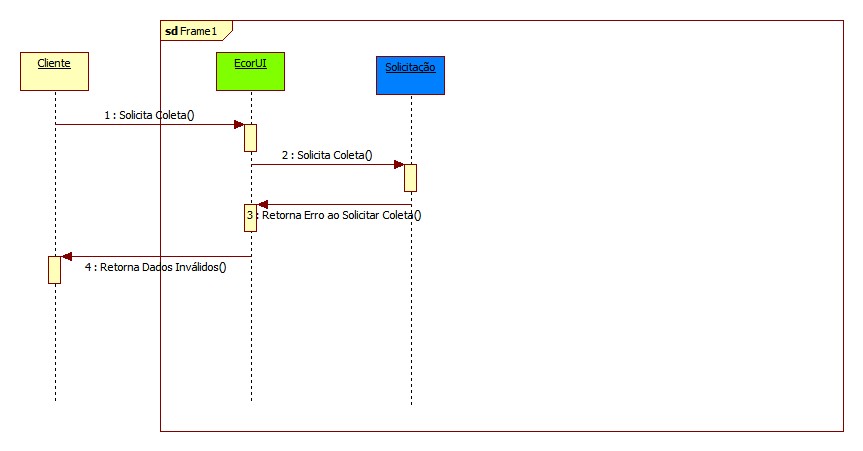 sd Frame1
Cliente
EcorUI
Solicitação
1 : Solicita Coleta()
2 : Solicita Coleta()
3 : Retorna Erro ao Solicitar Coleta()
4 : Retorna Dados Inválidos()